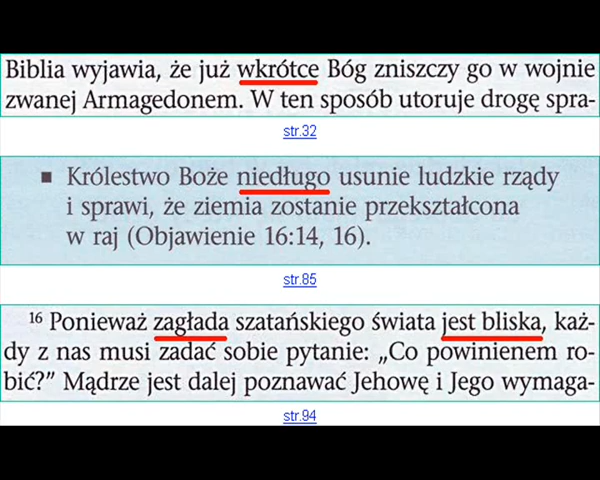 Biblia wyjawia, że już wkrótce Bóg zniszczy go w wojnie
zwanej Armagedonem. W ten sposób utoruje drogę spra-
str.32
■ Królestwo Boże niedługo usunie ludzkie rządy
i sprawi, że ziemia zostanie przekształcona
w raj (Objawienie 16:14, 16).
str.85
16 Ponieważ zagłada szatańskiego świata jest bliska, każ-
dy z nas musi zadać sobie pytanie: „Co powinienem ro-
bić?” Mądrze jest dalej poznawać Jehowę i Jego wymaga-
str.94